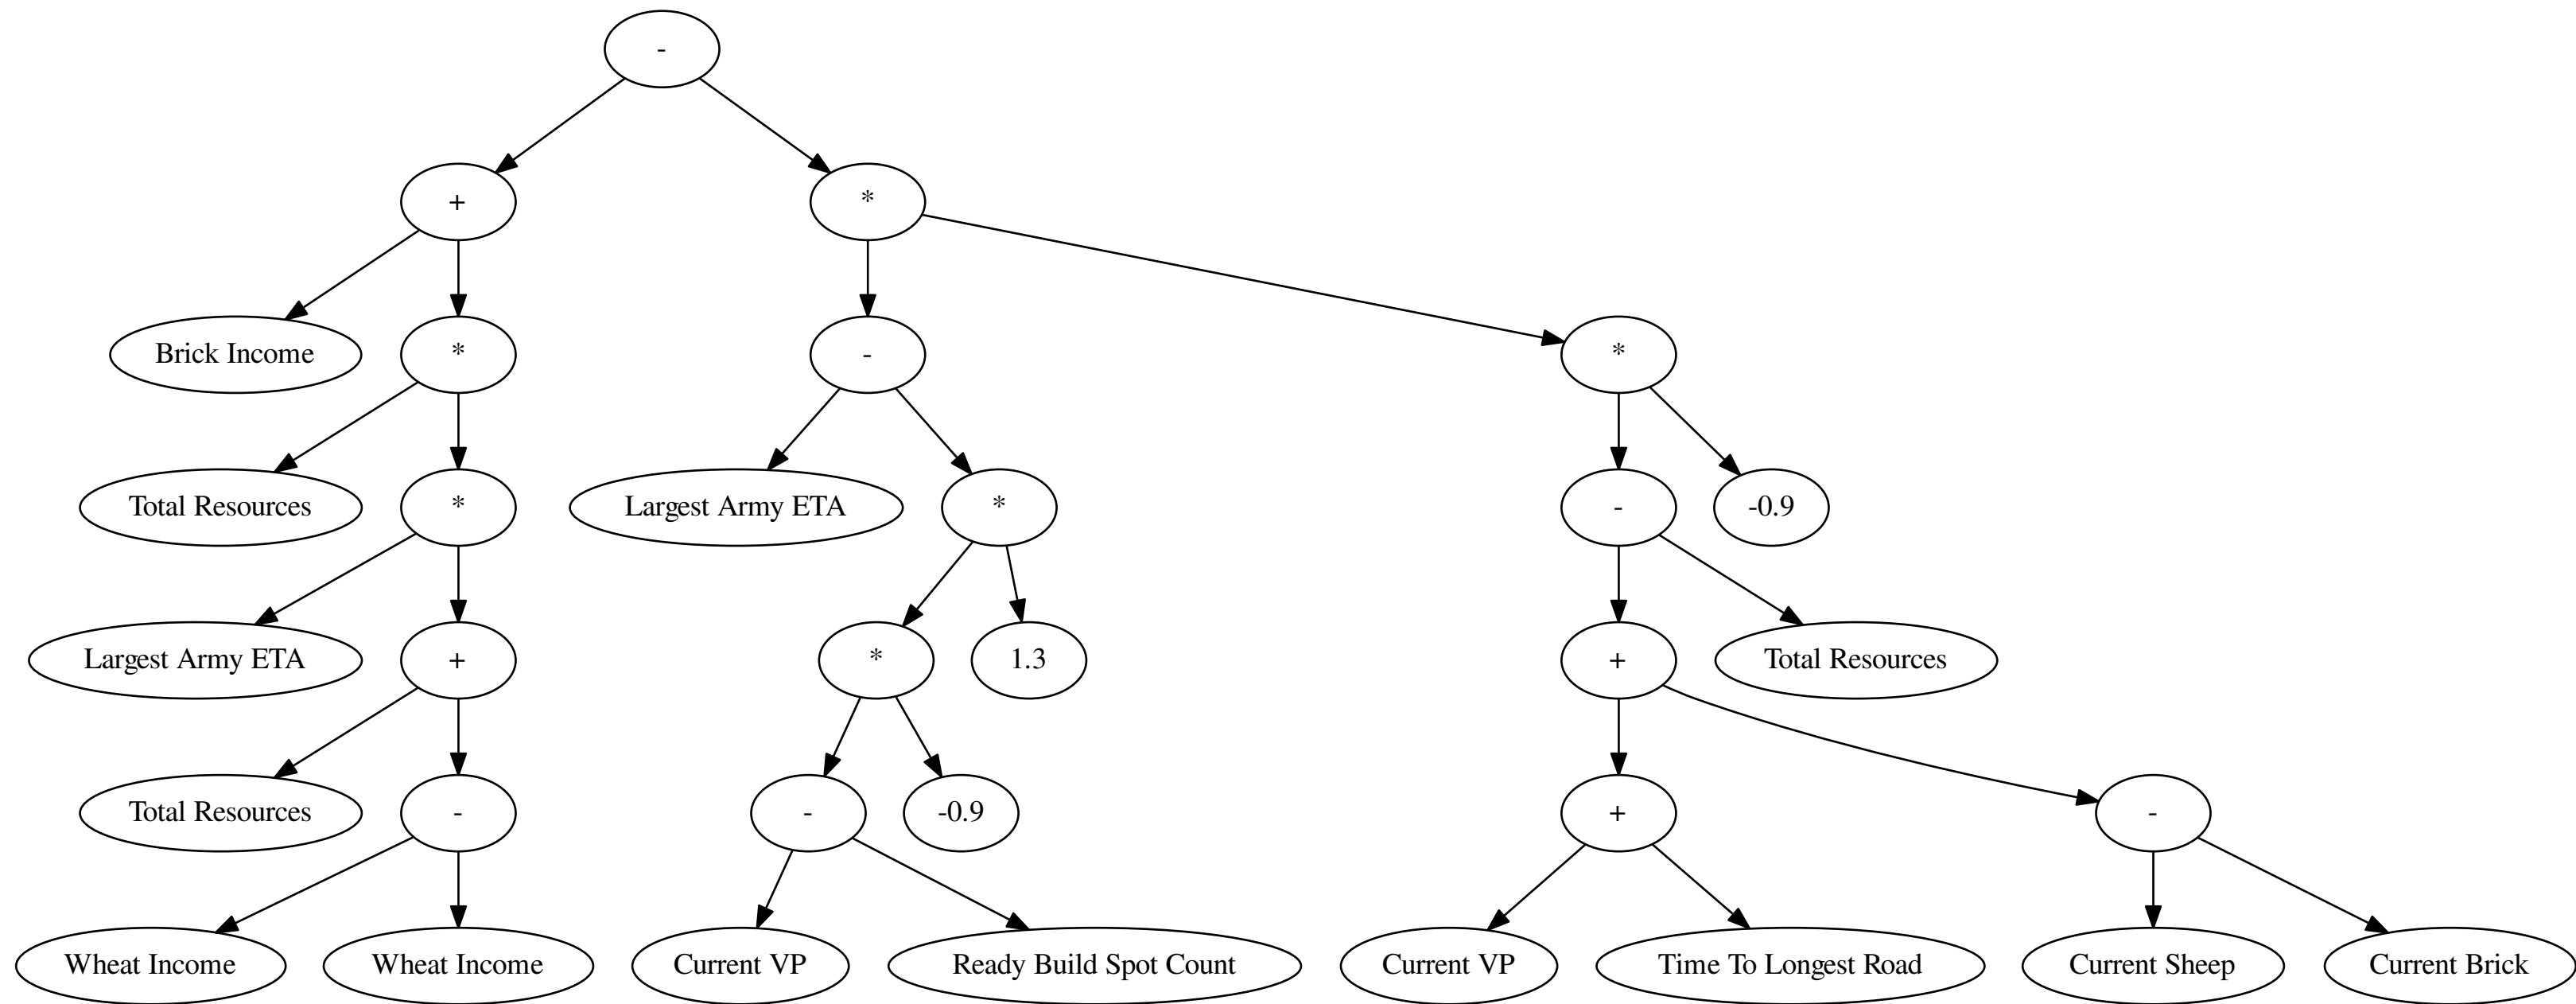 -
+
*
Brick Income
*
-
*
Total Resources
*
Largest Army ETA
*
-
-0.9
Largest Army ETA
+
*
1.3
+
Total Resources
Total Resources
-
-
-0.9
+
-
Wheat Income
Wheat Income
Current VP
Ready Build Spot Count
Current VP
Time To Longest Road
Current Sheep
Current Brick